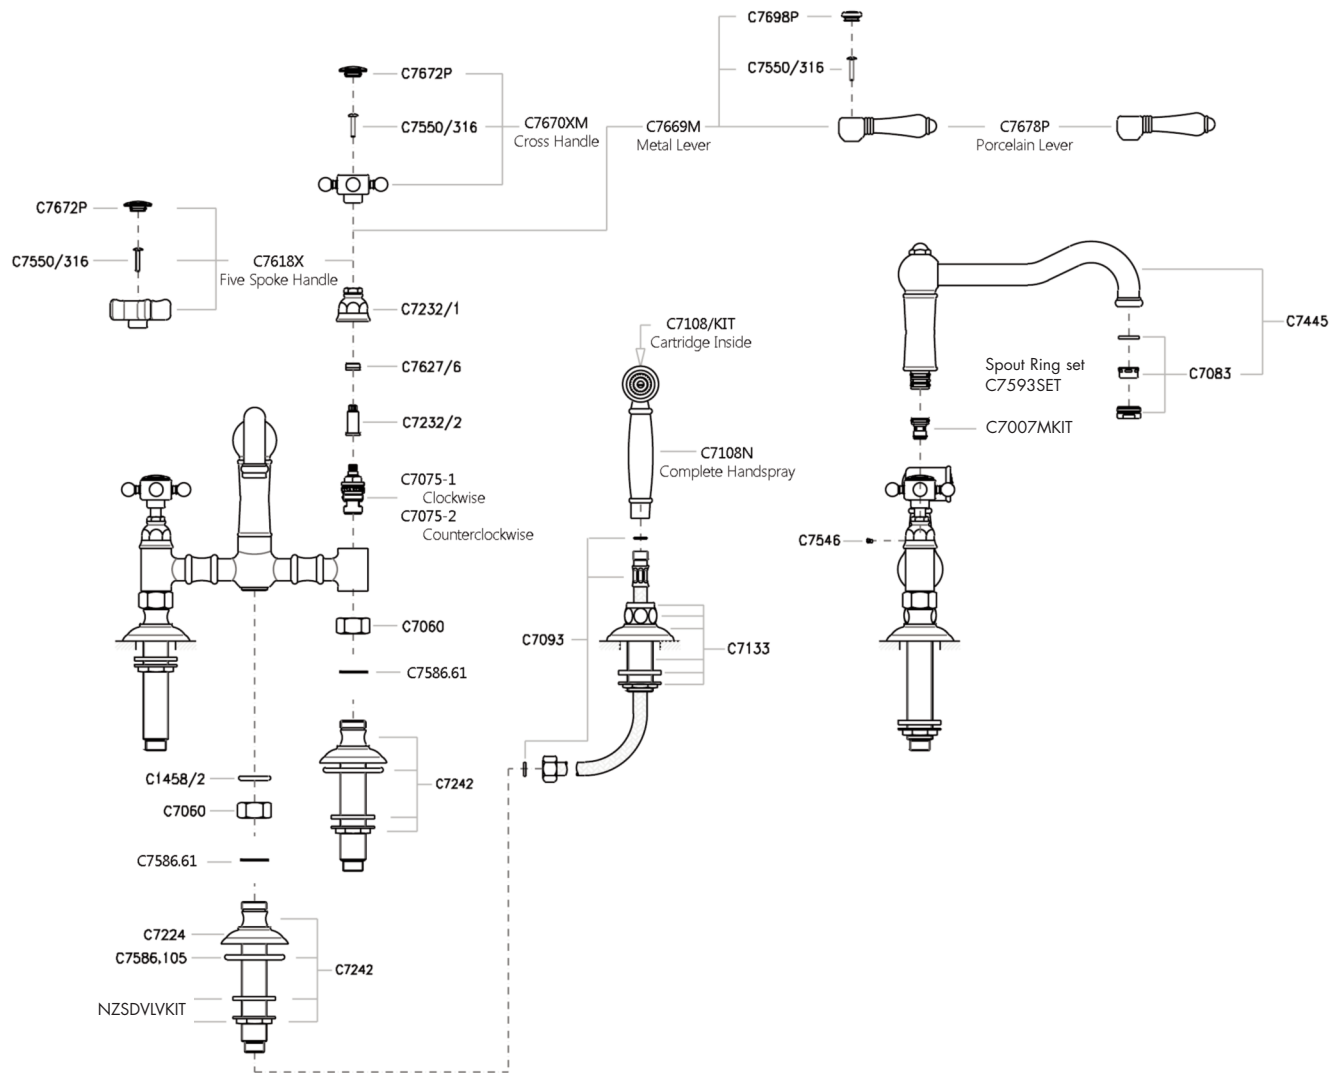 C7698P
C7672P
C7550/316
C7550/316
C7670XM
Cross Handle
C7669M
Metal Lever
C7678P
Porcelain Lever
C7672P
C7550/316
C7618X
Five Spoke Handle
C7232/1
C7108/KIT
Cartridge Inside
C7445
C7627/6
Spout Ring set
C7593SET
C7083
C7232/2
C7007MKIT
C7108N
Complete Handspray
C7075-1
Clockwise
C7075-2
Counterclockwise
C7546
C7060
C7093
C7133
C7586.61
C1458/2
C7242
C7060
C7586.61
C7224
C7586.105
C7242
NZSDVLVKIT